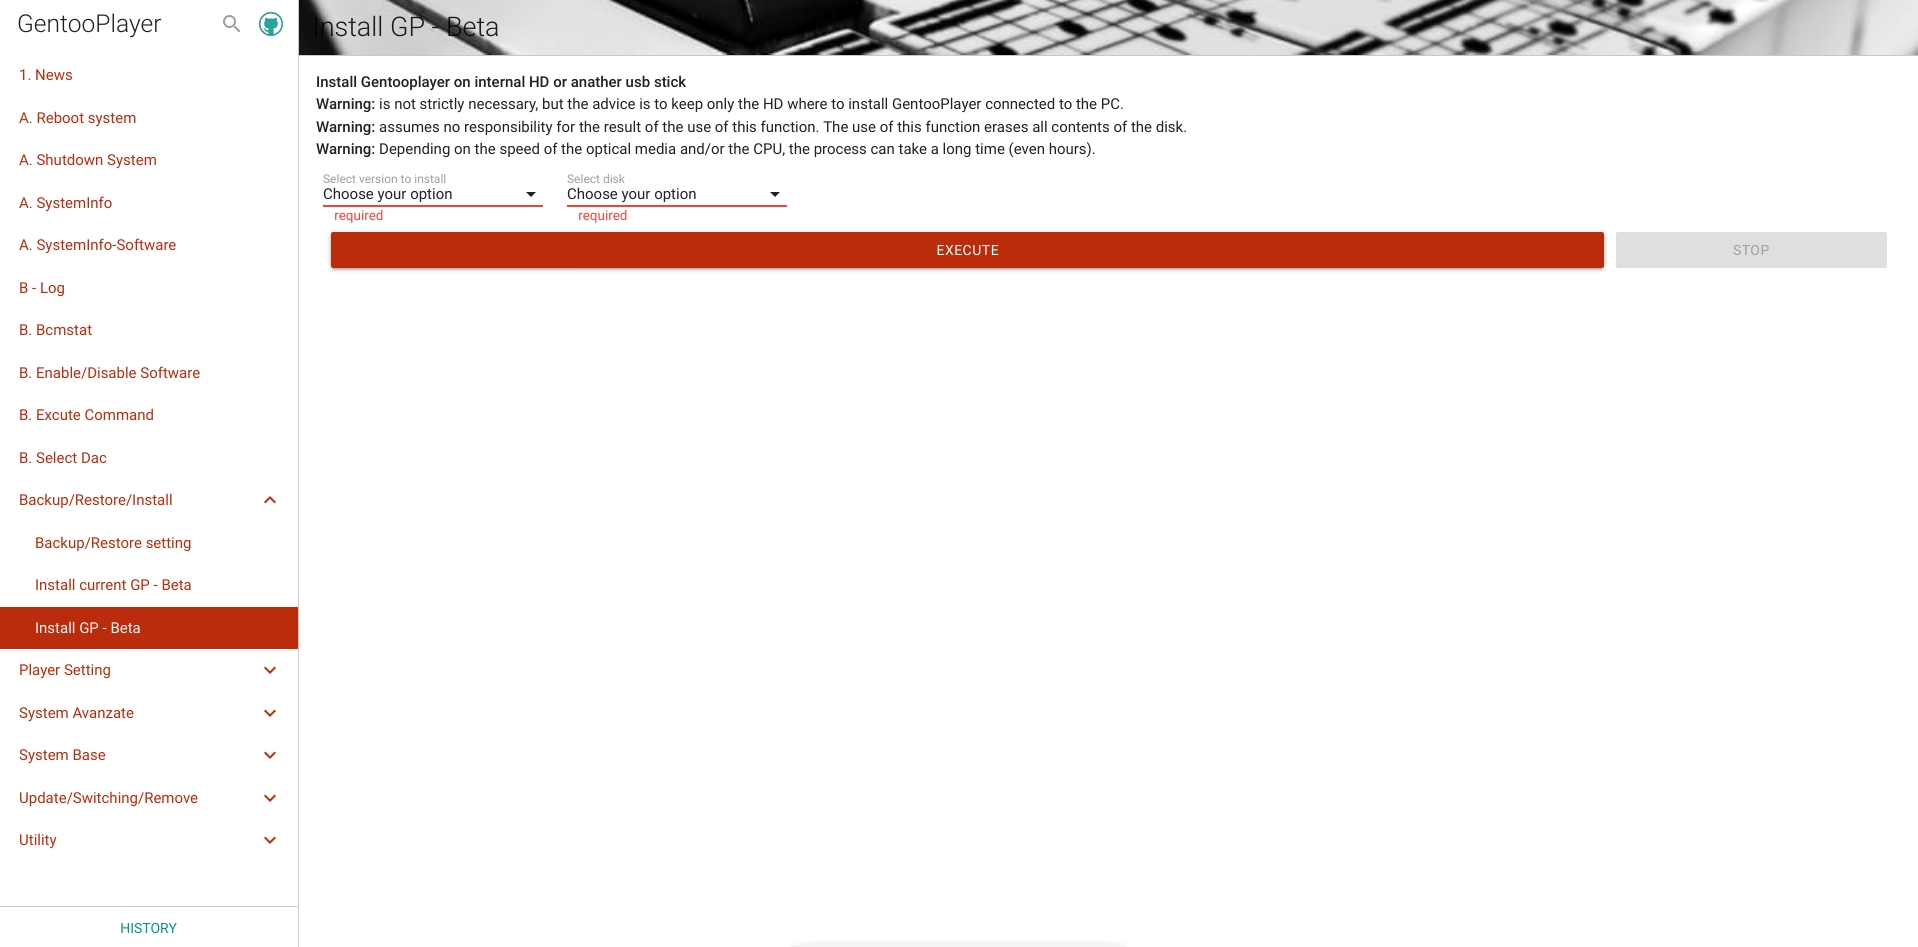 GentooPlayer
1. News
A. Reboot system
A. Shutdown System
A. SystemInfo
A. SystemInfo-Software
B - Log
B. Bcmstat
B. Enable/Disable Software
B. Excute Command
B. Select Dac
Backup/Restore/Install
Backup/Restore setting
Install current GP - Beta
Install GP - Beta
Player Setting
System Avanzate
System Base
Update/Switching/Remove
Utility
HISTORY
Install GP - Beta
Install Gentooplayer on internal HD or anather usb stick
Warning: is not strictly necessary, but the advice is to keep only the HD where to install GentooPlayer connected to the PC.
Warning: assumes no responsibility for the result of the use of this function. The use of this function erases all contents of the disk.
Warning: Depending on the speed of the optical media and/or the CPU, the process can take a long time (even hours).
Select version to install
Choose your option
required
Select disk
Choose your option
required
EXECUTE
STOP